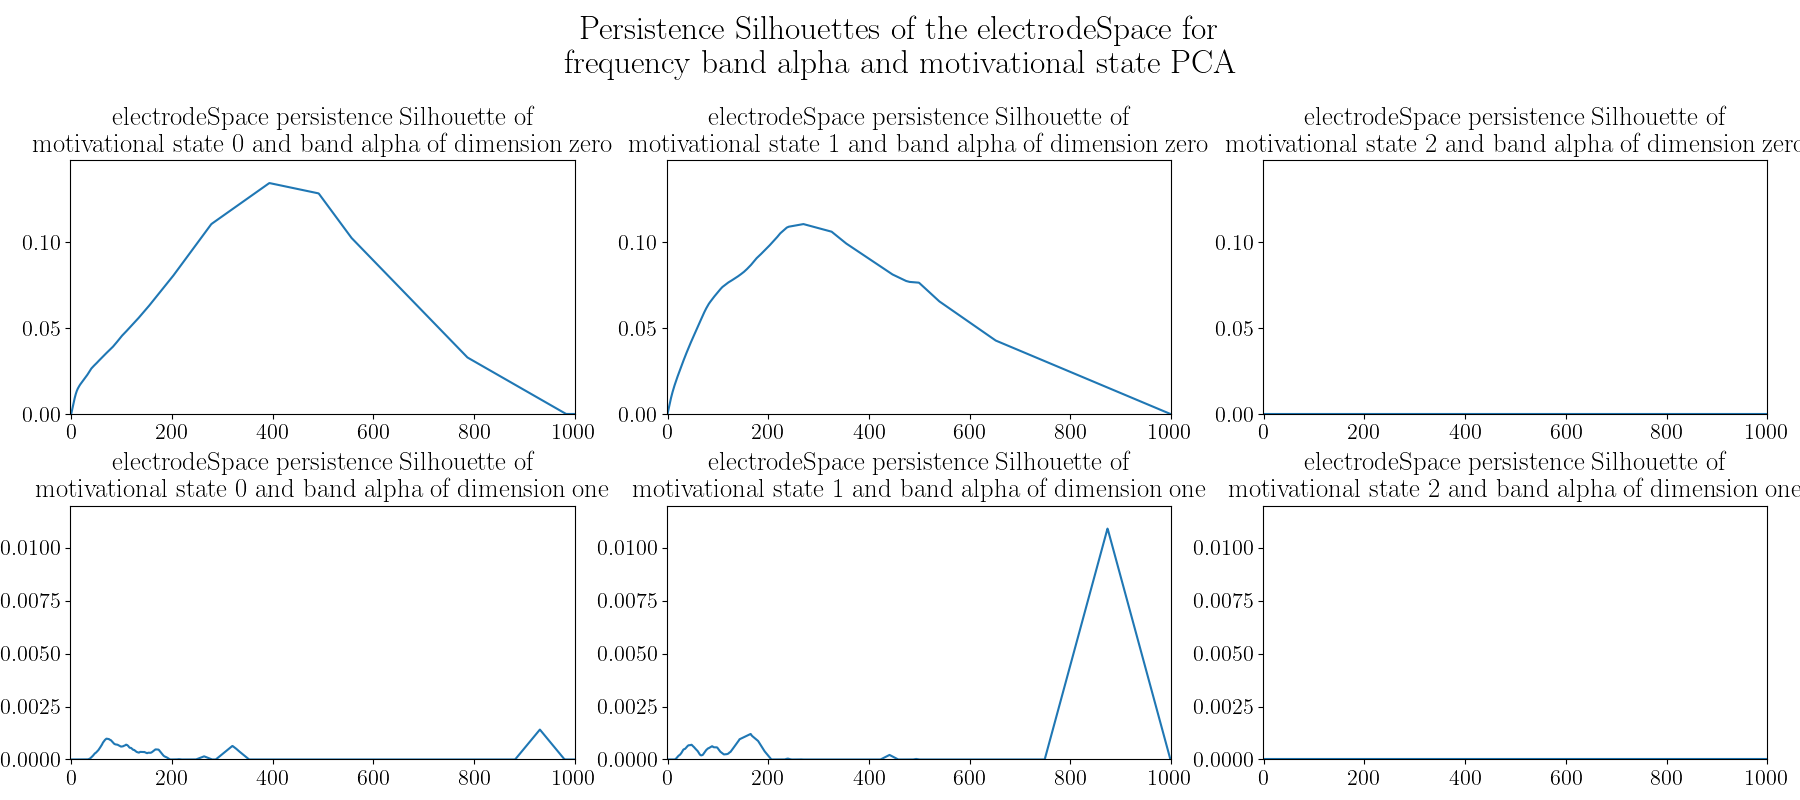 Persistence Silhouettes of the electrodeSpace for
frequency band alpha and motivational state PCA
electrodeSpace persistence Silhouette of
motivational state 0 and band alpha of dimension zero
0.10
0.05
0.00
0 200 400 600 800 1000
electrodeSpace persistence Silhouette of
motivational state 1 and band alpha of dimension zero
0.10
0.05
0.00
0 200 400 600 800 1000
electrodeSpace persistence Silhouette of
motivational state 2 and band alpha of dimension zero
0.10
0.05
0.00
0 200 400 600 800 1000
electrodeSpace persistence Silhouette of
motivational state 0 and band alpha of dimension one
0.0100
0.0075
0.0050
0.0025
0.0000
0 200 400 600 800 1000
electrodeSpace persistence Silhouette of
motivational state 1 and band alpha of dimension one
0.0100
0.0075
0.0050
0.0025
0.0000
0 200 400 600 800 1000
electrodeSpace persistence Silhouette of
motivational state 2 and band alpha of dimension one
0.0100
0.0075
0.0050
0.0025
0.0000
0 200 400 600 800 1000